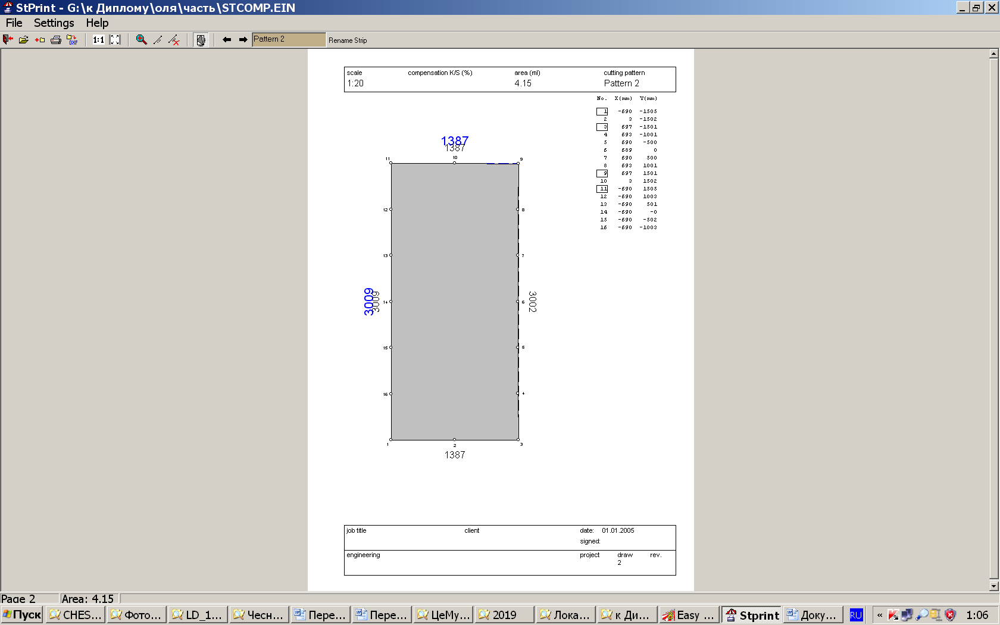 StPrint - G:\к Диплому\оля\часть\STCOMP.EIN
File Settings Help
DXF 1:1 Pattern 2 Rename Strip
scale compensation K/S (%) area (ml) cutting pattern
1:20 4.15 Pattern 2
No. X(mm) Y(mm)
1 -690 -1505
2 3 -1502
3 697 -1501
4 693 -1001
5 690 -500
6 689 0
7 690 500
8 693 1001
9 697 1501
10 3 1502
11 -690 1505
12 -690 1003
13 -690 501
14 -690 -0
15 -690 -502
16 -690 -1003
1387
1387
11 10 9
12 8
13 7
3009 3009 14 6 3002
15 5
16 4
1 2 3
1387
job title client date: 01.01.2005
signed:
engineering project draw rev.
2
Page 2 Area: 4.15
Пуск CHES... Фото... LD_1... Чесн... Пере... Пере... ЦеМу... 2019 Лока... к Ди... Easy ... Stprint Доку... RU « 1:06